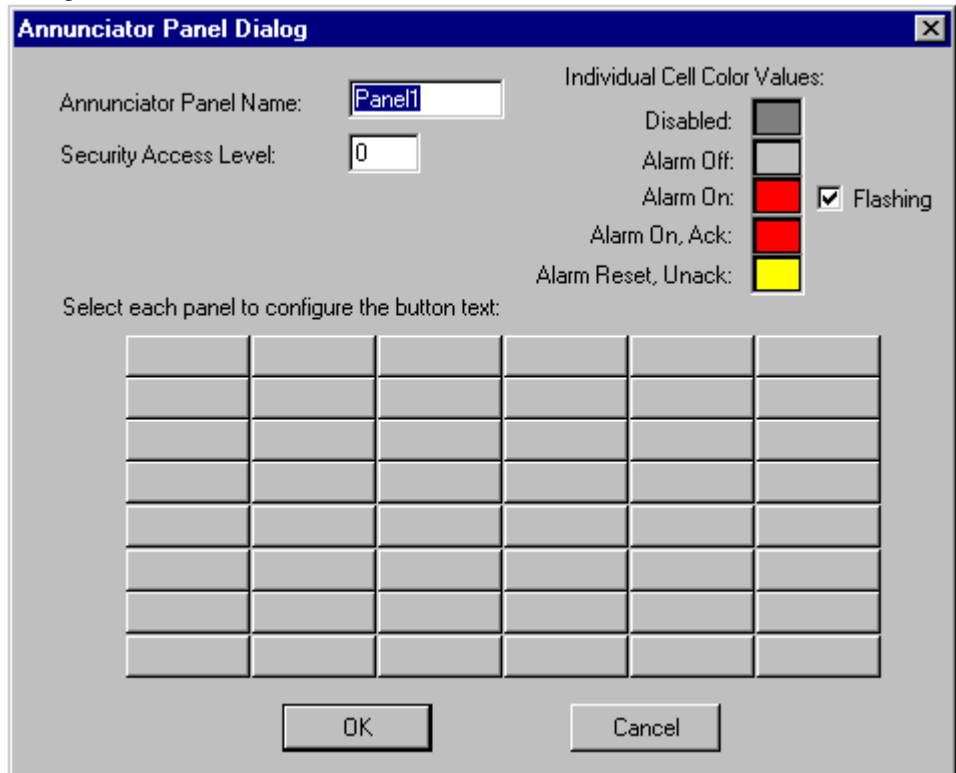 Annunciator Panel Dialog
Individual Cell Color Values:
Annunciator Panel Name: Panel1
Disabled:
Security Access Level: 0
Alarm Off:
Alarm On: Flashing
Alarm On, Ack:
Alarm Reset, Unack:
Select each panel to configure the button text:
OK Cancel